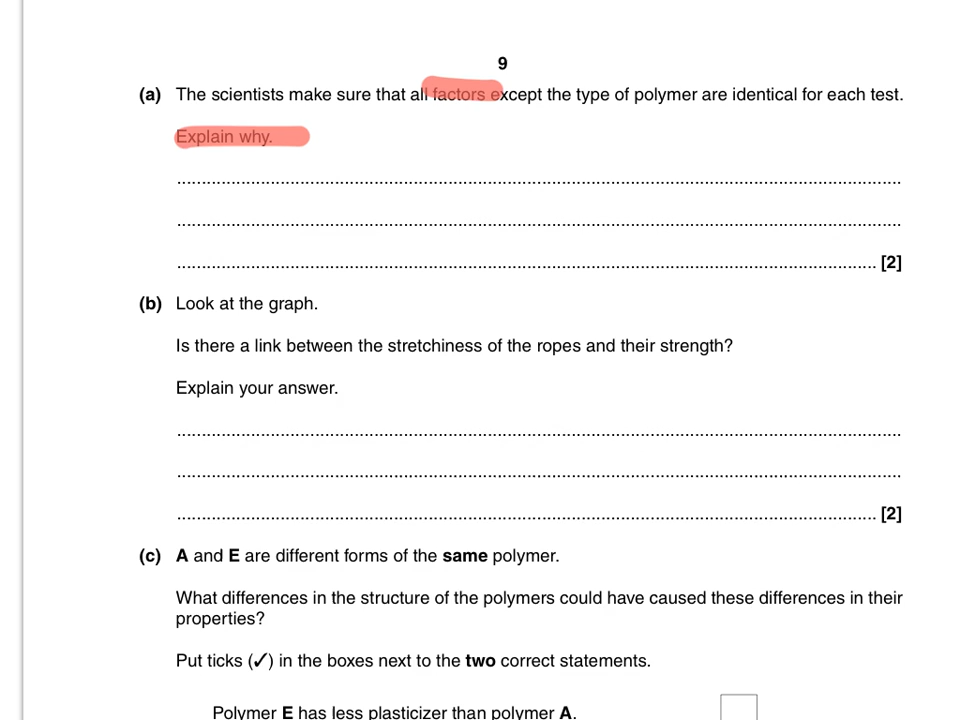 9
(a) The scientists make sure that all factors except the type of polymer are identical for each test.
Explain why.
[2]
(b) Look at the graph.
Is there a link between the stretchiness of the ropes and their strength?
Explain your answer.
[2]
(c) A and E are different forms of the same polymer.
What differences in the structure of the polymers could have caused these differences in their
properties?
Put ticks (✓) in the boxes next to the two correct statements.
Polymer E has less plasticizer than polymer A.